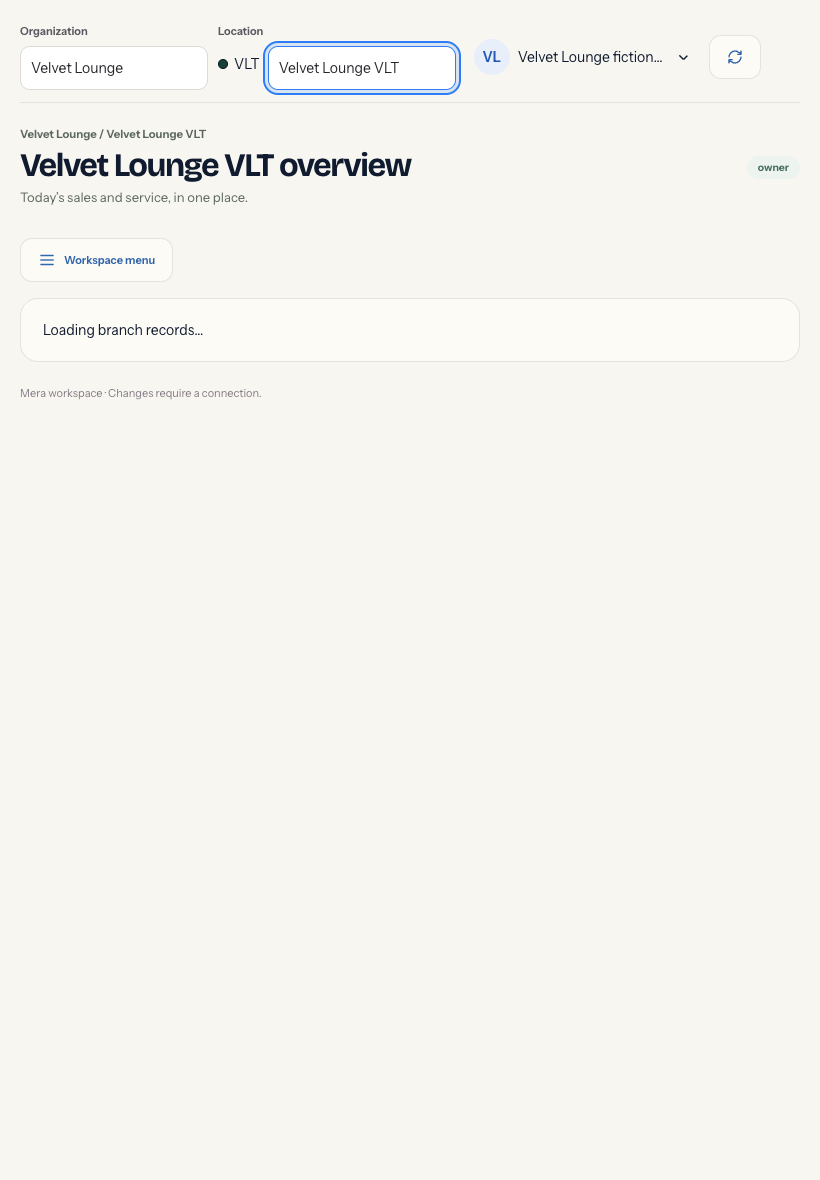 Organization
Location
Velvet Lounge
VLT
Velvet Lounge VLT
VL
Velvet Lounge fiction...
Velvet Lounge / Velvet Lounge VLT
Velvet Lounge VLT overview
owner
Today's sales and service, in one place.
Workspace menu
Loading branch records...
Mera workspace · Changes require a connection.